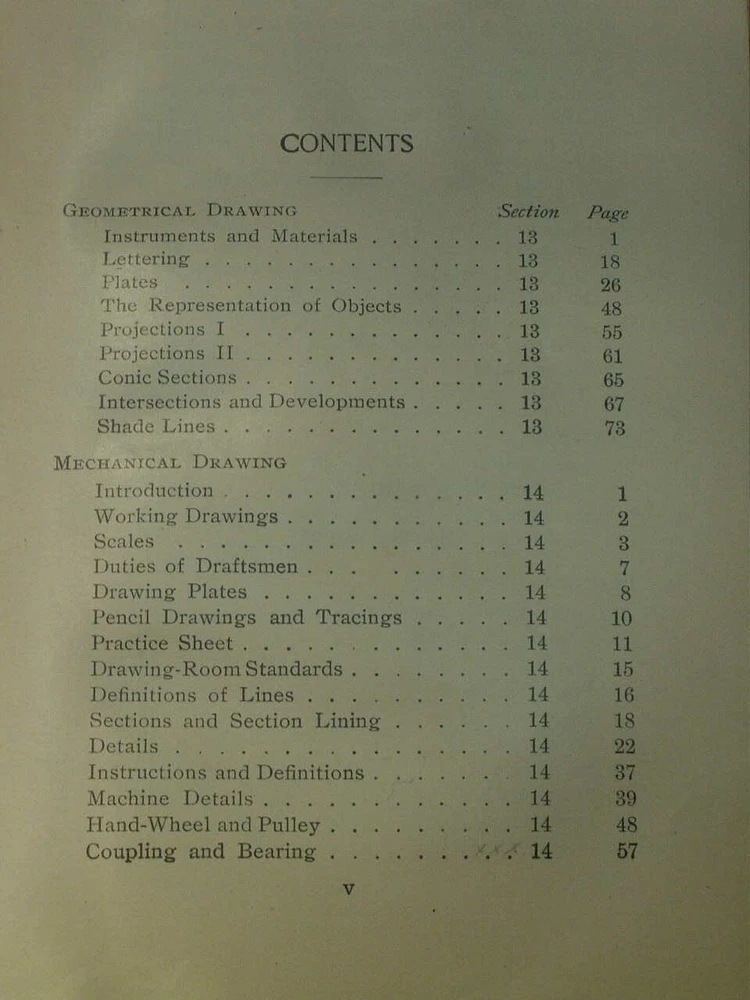 CONTENTS
GEOMETRICAL DRAWING Section Page
Instruments and Materials . . . . . . . 13 1
Lettering . . . . . . . . . . . . . . . 13 18
Plates . . . . . . . . . . . . . . . 13 26
The Representation of Objects . . . . . 13 48
Projections I . . . . . . . . . . . . . 13 55
Projections II . . . . . . . . . . . . . 13 61
Conic Sections . . . . . . . . . . . . . 13 65
Intersections and Developments . . . . . 13 67
Shade Lines . . . . . . . . . . . . . . 13 73
MECHANICAL DRAWING
Introduction . . . . . . . . . . . . . . 14 1
Working Drawings . . . . . . . . . . . 14 2
Scales . . . . . . . . . . . . . . . . 14 3
Duties of Draftsmen . . . . . . . . . 14 7
Drawing Plates . . . . . . . . . . . . 14 8
Pencil Drawings and Tracings . . . . . 14 10
Practice Sheet . . . . . . . . . . . . . 14 11
Drawing-Room Standards . . . . . . . . 14 15
Definitions of Lines . . . . . . . . . . 14 16
Sections and Section Lining . . . . . . 14 18
Details . . . . . . . . . . . . . . . . 14 22
Instructions and Definitions . . . . . . . 14 37
Machine Details . . . . . . . . . . . . 14 39
Hand-Wheel and Pulley . . . . . . . . . 14 48
Coupling and Bearing . . . . . . . . . . 14 57
v